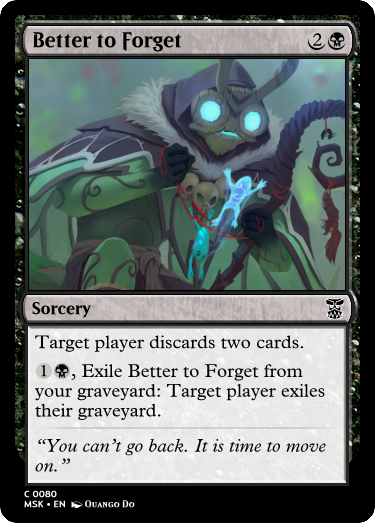 Better to Forget 2
Sorcery
Target player discards two cards.
1, Exile Better to Forget from
your graveyard: Target player exiles
their graveyard.
“You can’t go back. It is time to move
on.”
C 0080
MSK • EN Quango Do